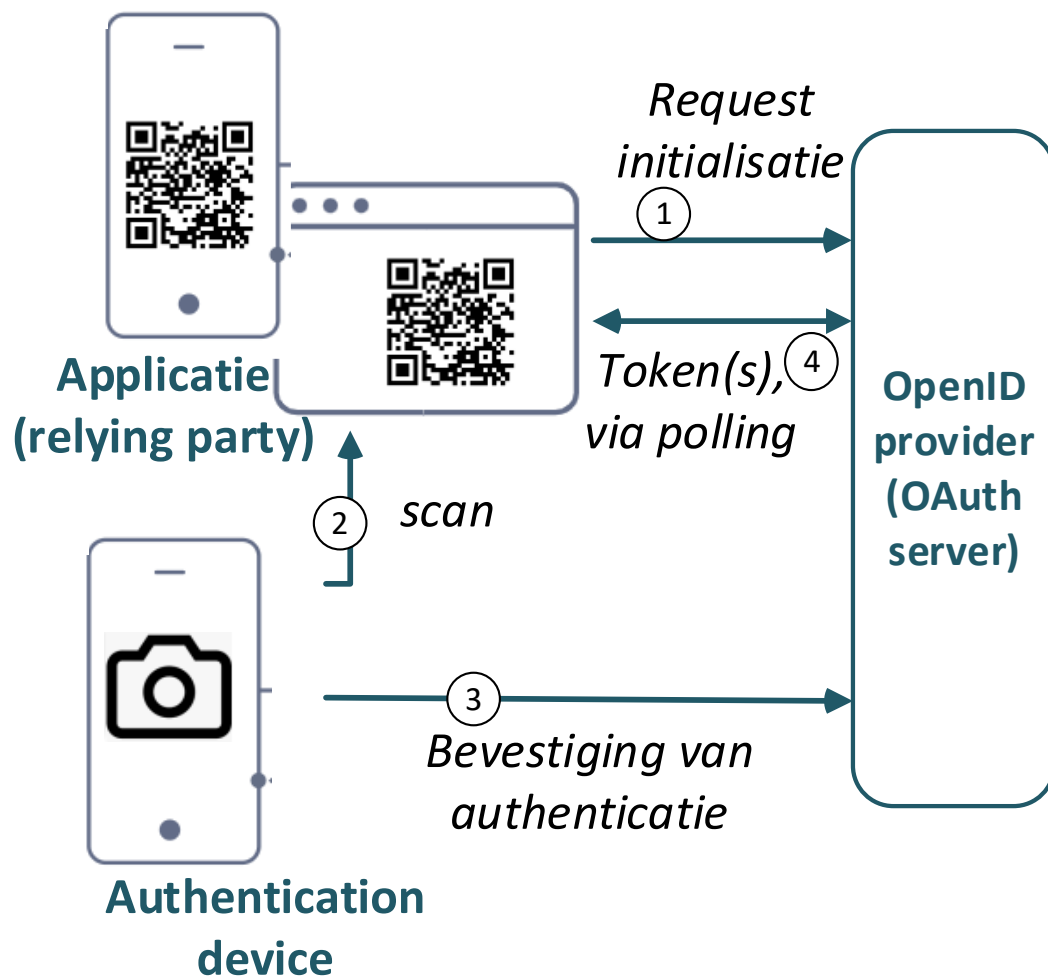 Request
initialisatie
1
Applicatie
(relying party)
Token(s),
via polling
4
2
scan
OpenID
provider
(OAuth
server)
3
Bevestiging van
authenticatie
Authentication
device